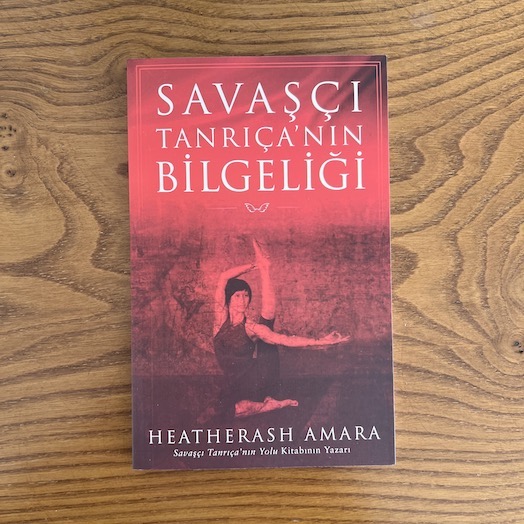 SAVAŞÇI
TANRIÇA'NIN
BİLGELİĞİ
HEATHERASH AMARA
Savaşçı Tanrıça'nın Yolu Kitabının Yazarı